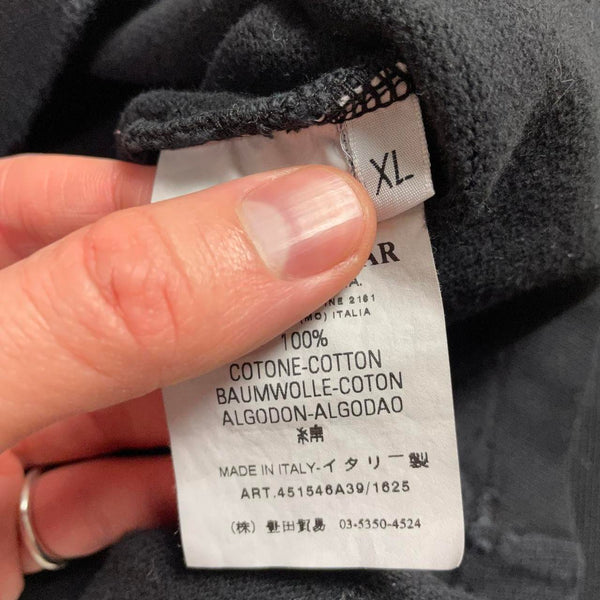 XL
AR
A.
INE 2161
(MO) ITALIA
100%
COTONE-COTTON
BAUMWOLLE-COTON
ALGODON-ALGODAO
綿
MADE IN ITALY-イタリー製
ART.451546A39/1625
(株) 豊田貿易 03-5350-4524